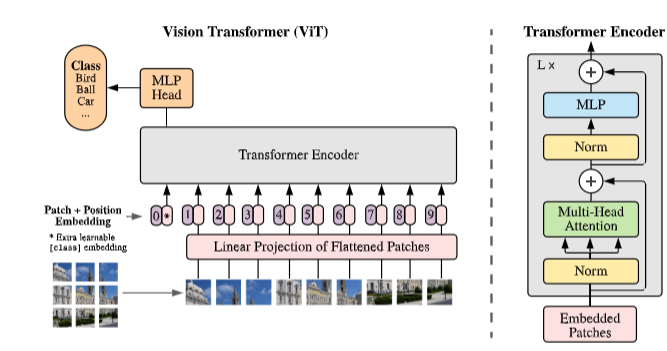 Vision Transformer (ViT)
Class
Bird
Ball
Car
...
MLP
Head
Transformer Encoder
Patch + Position
Embedding
* Extra learnable
[class] embedding
0 *
1
2
3
4
5
6
7
8
9
Linear Projection of Flattened Patches
Transformer Encoder
L ×
+
MLP
Norm
+
Multi-Head
Attention
Norm
Embedded
Patches